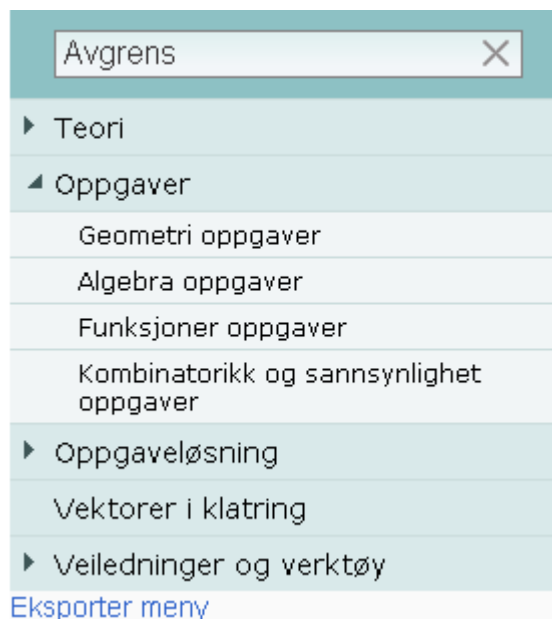 Avgrens
Teori
Oppgaver
Geometri oppgaver
Algebra oppgaver
Funksjoner oppgaver
Kombinatorikk og sannsynlighet
oppgaver
Oppgaveløsning
Vektorer i klatring
Veiledninger og verktøy
Eksporter meny